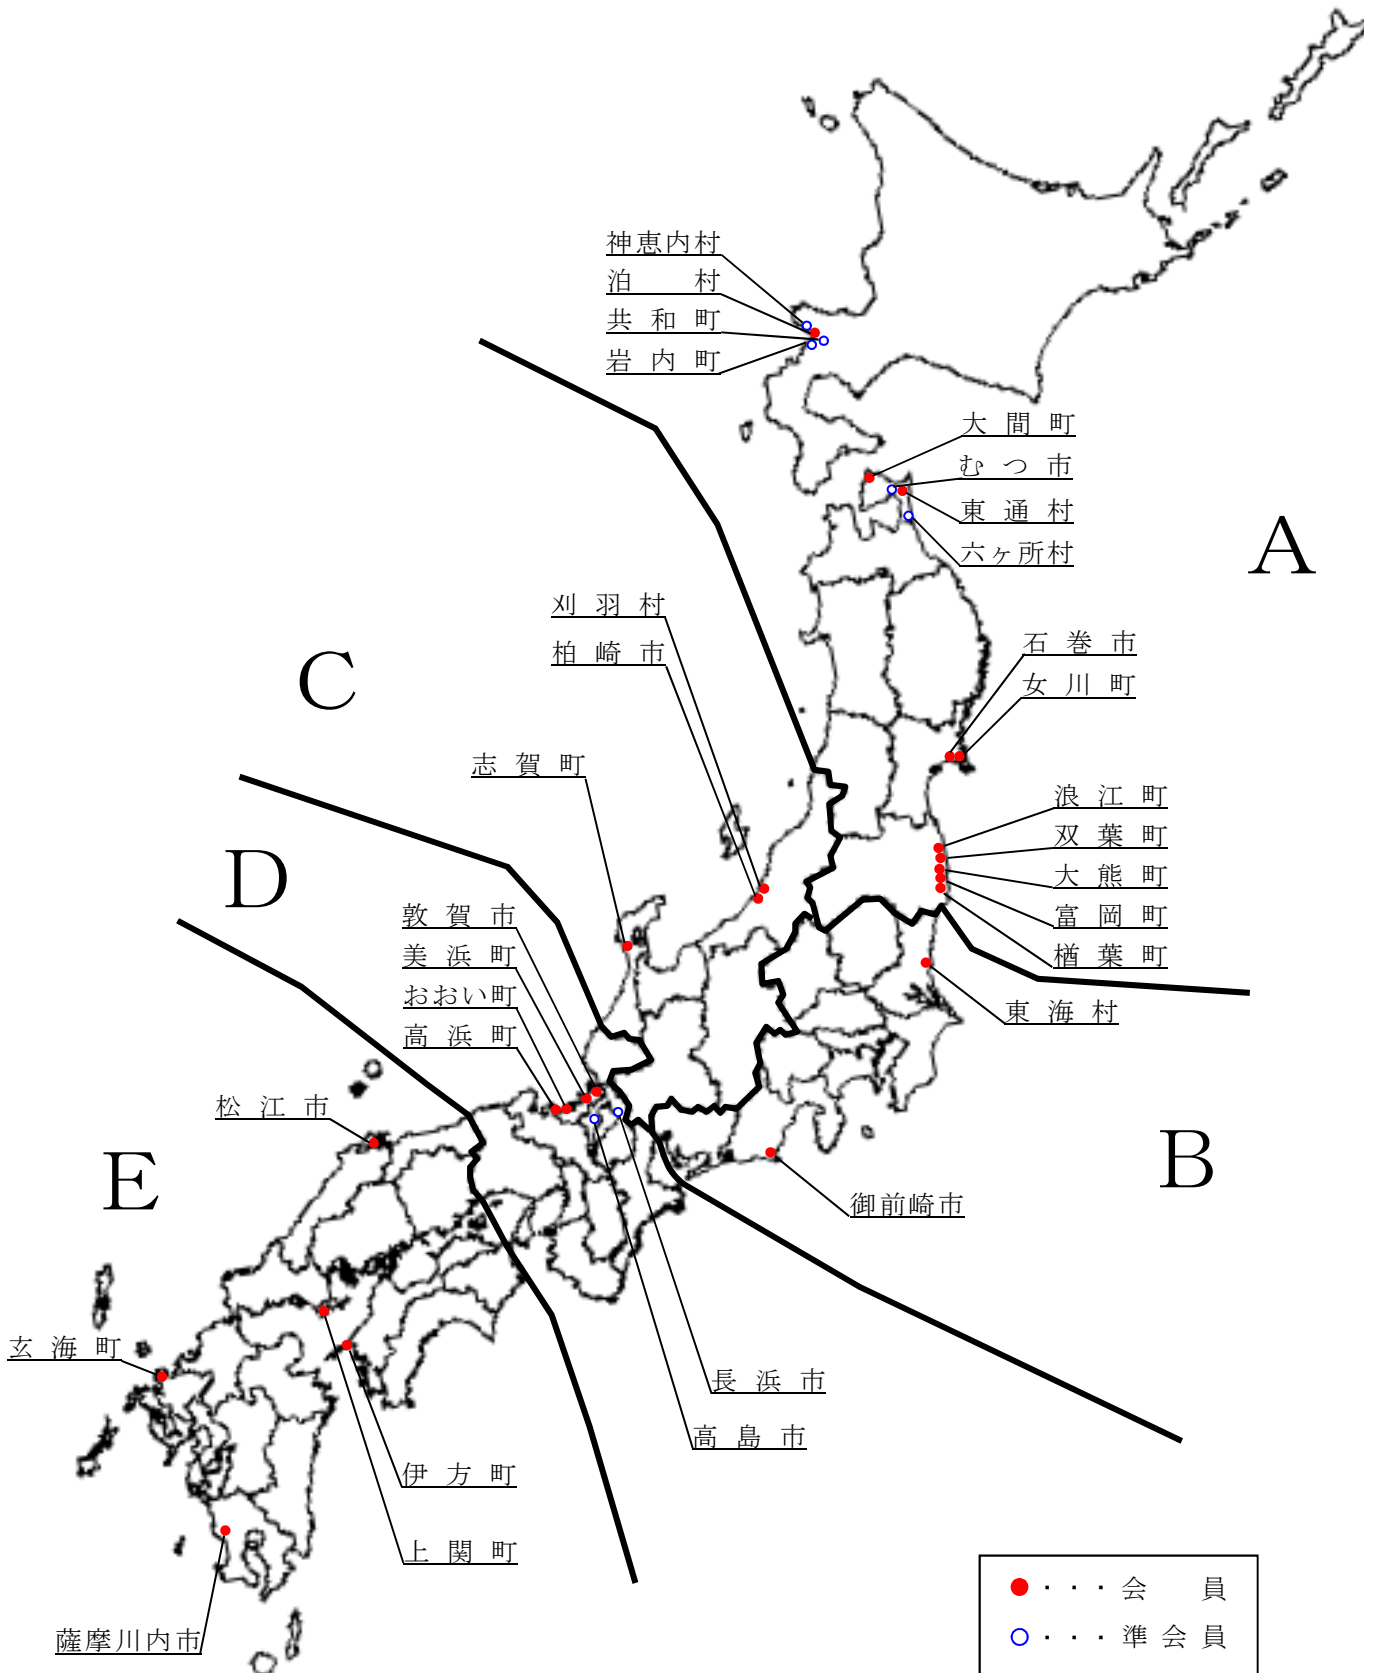 神恵内村
泊村
共和町
岩内町
大間町
むつ市
東通村
六ヶ所村
A
刈羽村
柏崎市
石巻市
女川町
C
志賀町
浪江町
双葉町
大熊町
富岡町
楢葉町
D
敦賀市
美浜町
おおい町
高浜町
東海村
松江市
E
B
御前崎市
玄海町
長浜市
高島市
伊方町
上関町
薩摩川内市
●・・・会員
○・・・準会員